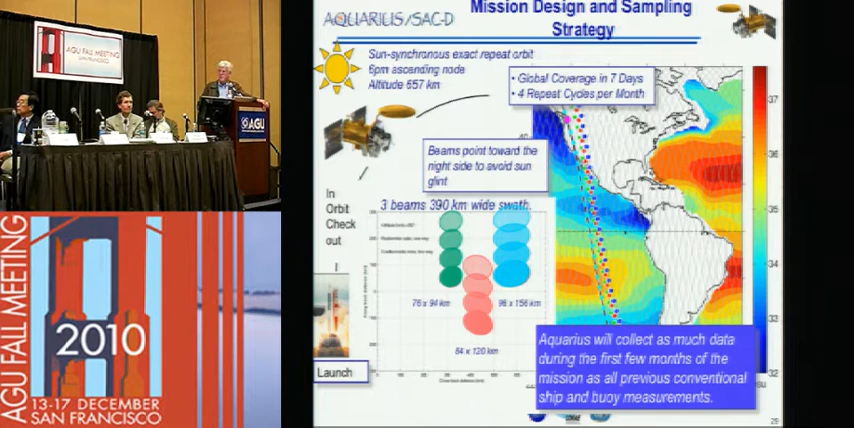 AGU FALL MEETING
SAN FRANCISCO
AGU
AGU FALL MEETING
2010
13-17 DECEMBER
SAN FRANCISCO
AQUARIUS/SAC-D
Mission Design and Sampling
Strategy
Sun-synchronous exact repeat orbit
6pm ascending node
Altitude 657 km
• Global Coverage in 7 Days
• 4 Repeat Cycles per Month
Beams point toward the
night side to avoid sun
glint
In
Orbit
Check
out
3 beams 390 km wide swath.
76 x 94 km
96 x 156 km
84 x 120 km
Launch
37
36
35
34
33
32
Aquarius will collect as much data
during the first few months of the
mission as all previous conventional
ship and buoy measurements.
29